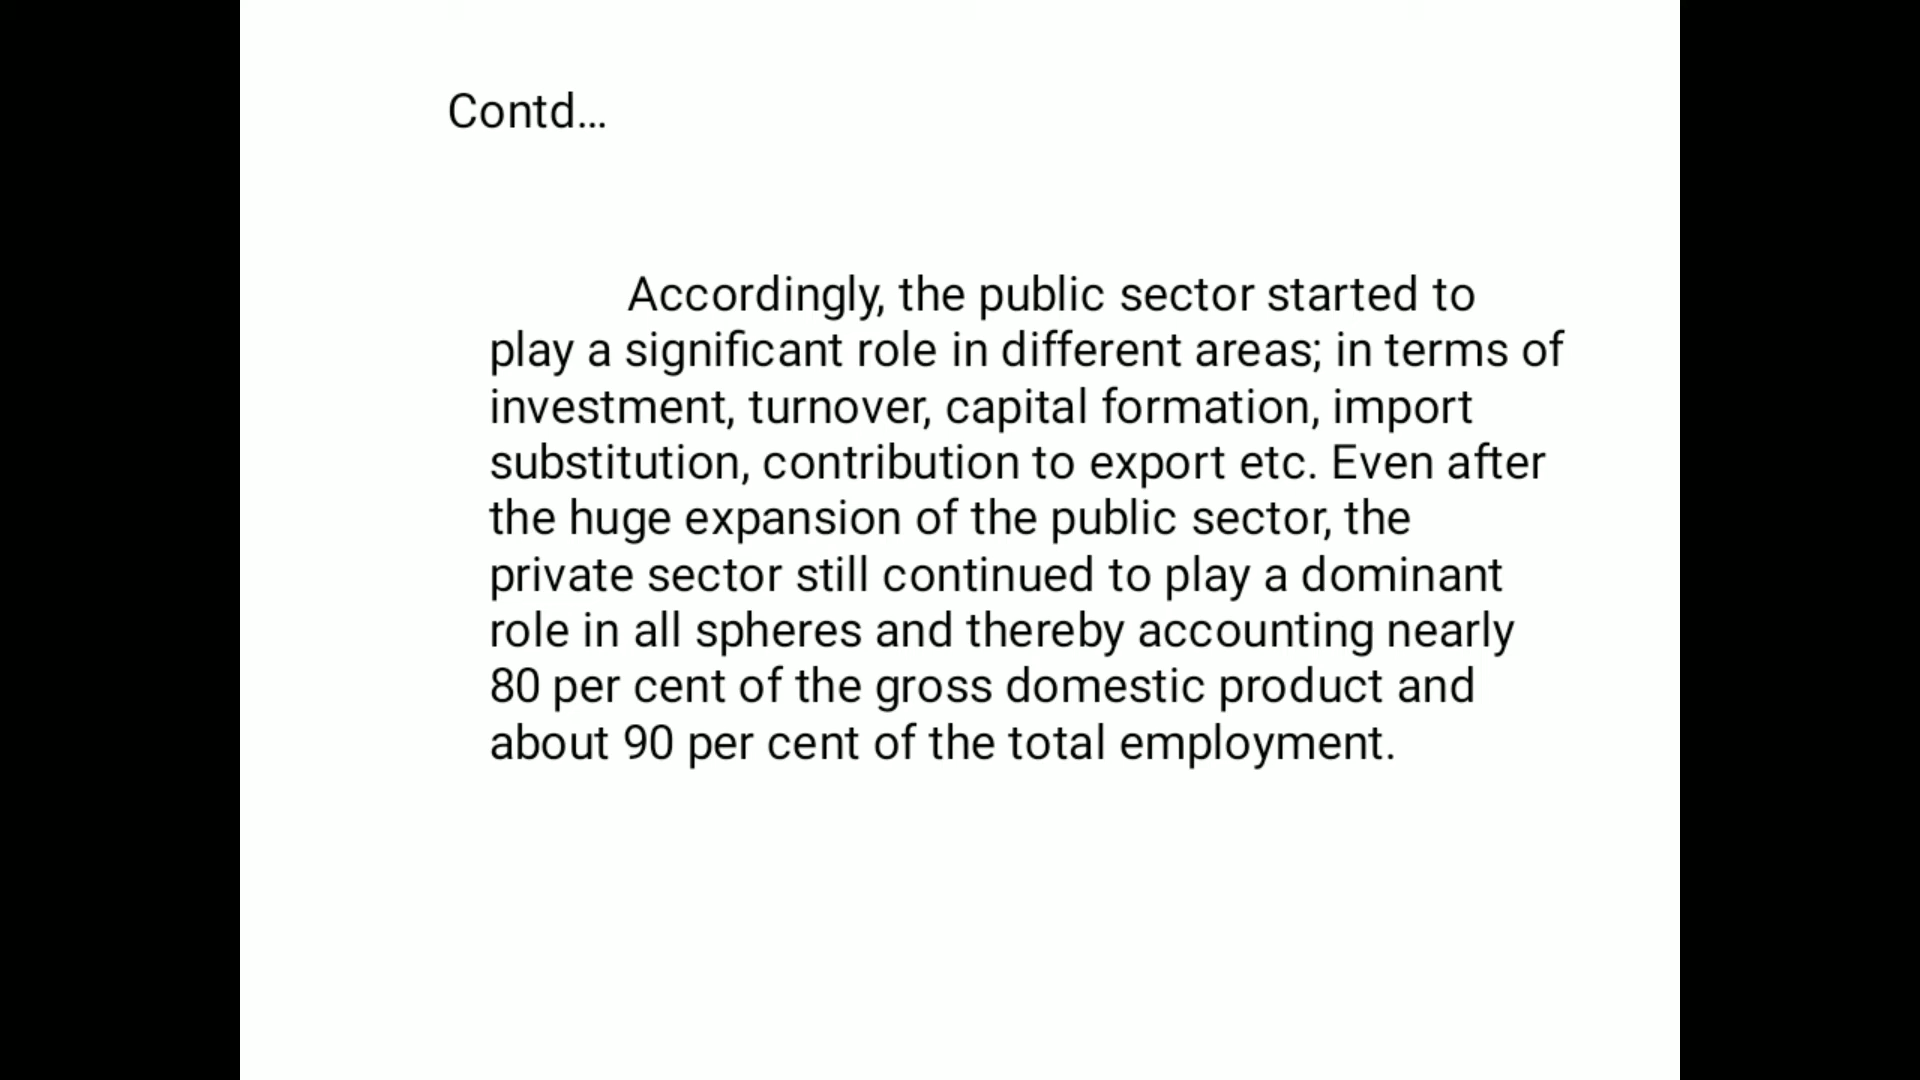 Contd...
Accordingly, the public sector started to
play a significant role in different areas; in terms of
investment, turnover, capital formation, import
substitution, contribution to export etc. Even after
the huge expansion of the public sector, the
private sector still continued to play a dominant
role in all spheres and thereby accounting nearly
80 per cent of the gross domestic product and
about 90 per cent of the total employment.